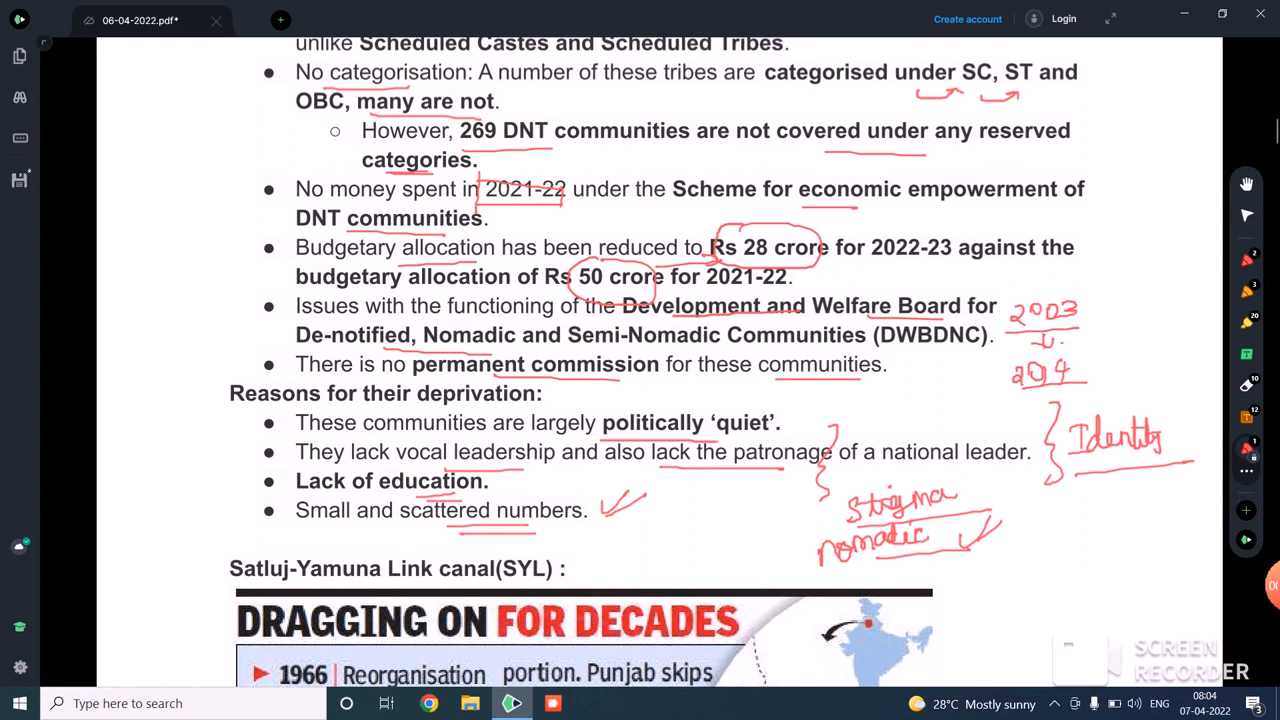 06-04-2022.pdf*
Create account
Login
unlike Scheduled Castes and Scheduled Tribes.
● No categorisation: A number of these tribes are categorised under SC, ST and
OBC, many are not.
○ However, 269 DNT communities are not covered under any reserved
categories.
● No money spent in 2021-22 under the Scheme for economic empowerment of
DNT communities.
● Budgetary allocation has been reduced to Rs 28 crore for 2022-23 against the
budgetary allocation of Rs 50 crore for 2021-22.
● Issues with the functioning of the Development and Welfare Board for
De-notified, Nomadic and Semi-Nomadic Communities (DWBDNC).
2003
● There is no permanent commission for these communities.
2014
Reasons for their deprivation:
● These communities are largely politically ‘quiet’.
Identity
● They lack vocal leadership and also lack the patronage of a national leader.
● Lack of education.
Stigma
● Small and scattered numbers.
nomadic
Satluj-Yamuna Link canal(SYL) :
DRAGGING ON FOR DECADES
1966 | Reorganisation
portion. Punjab skips
2
3
20
10
12
1
SCREEN
RECORDER
Type here to search
28°C Mostly sunny
ENG
08:04
07-04-2022
3